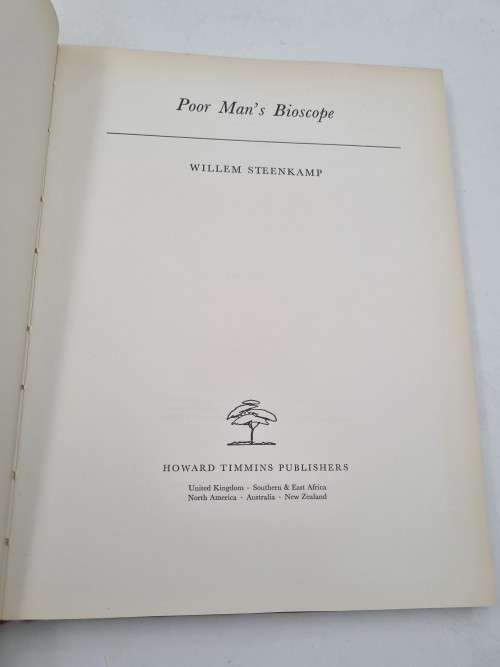 Poor Man's Bioscope
WILLEM STEENKAMP
HOWARD TIMMINS PUBLISHERS
United Kingdom · Southern & East Africa
North America · Australia · New Zealand